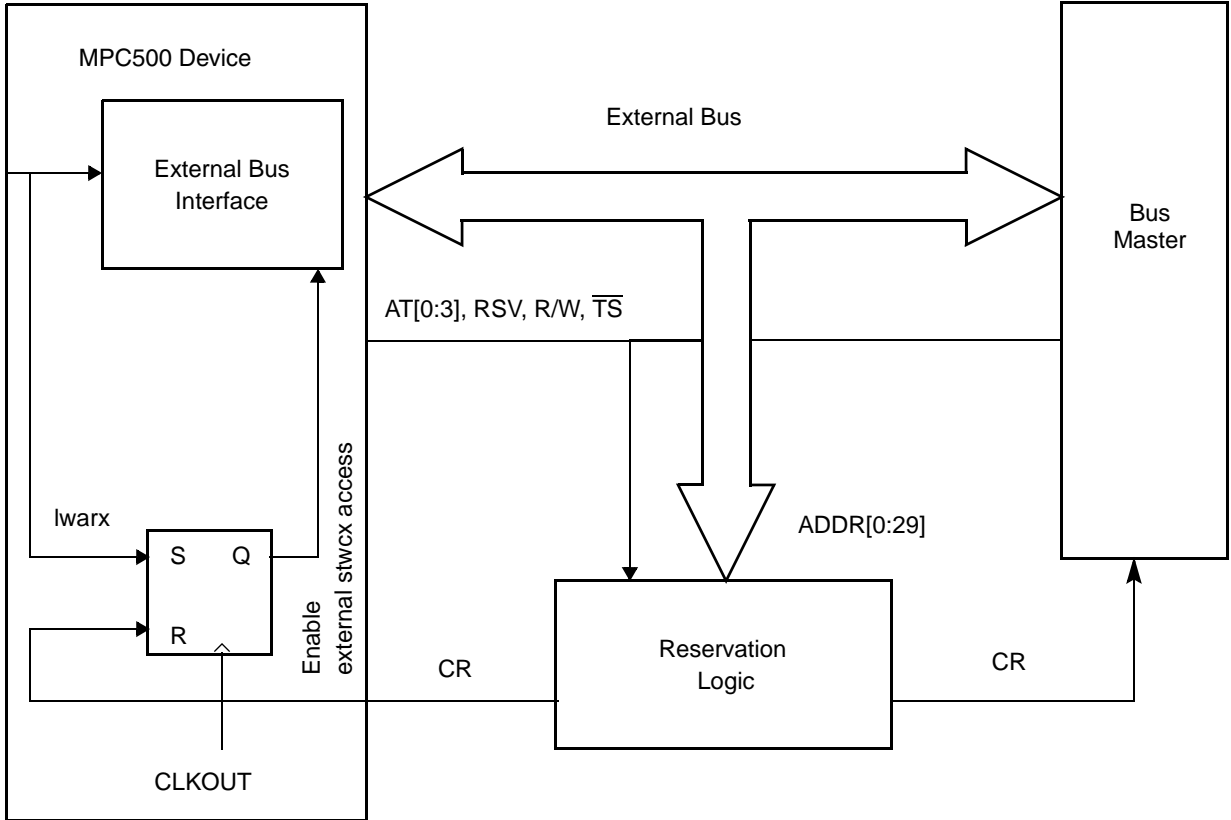 MPC500 Device
External Bus
External Bus
Interface
Bus
Master
AT[0:3], RSV, R/W, T̅S̅
Enable
external stwcx access
lwarx
ADDR[0:29]
S Q
R
Reservation
Logic
CR
CR
CLKOUT